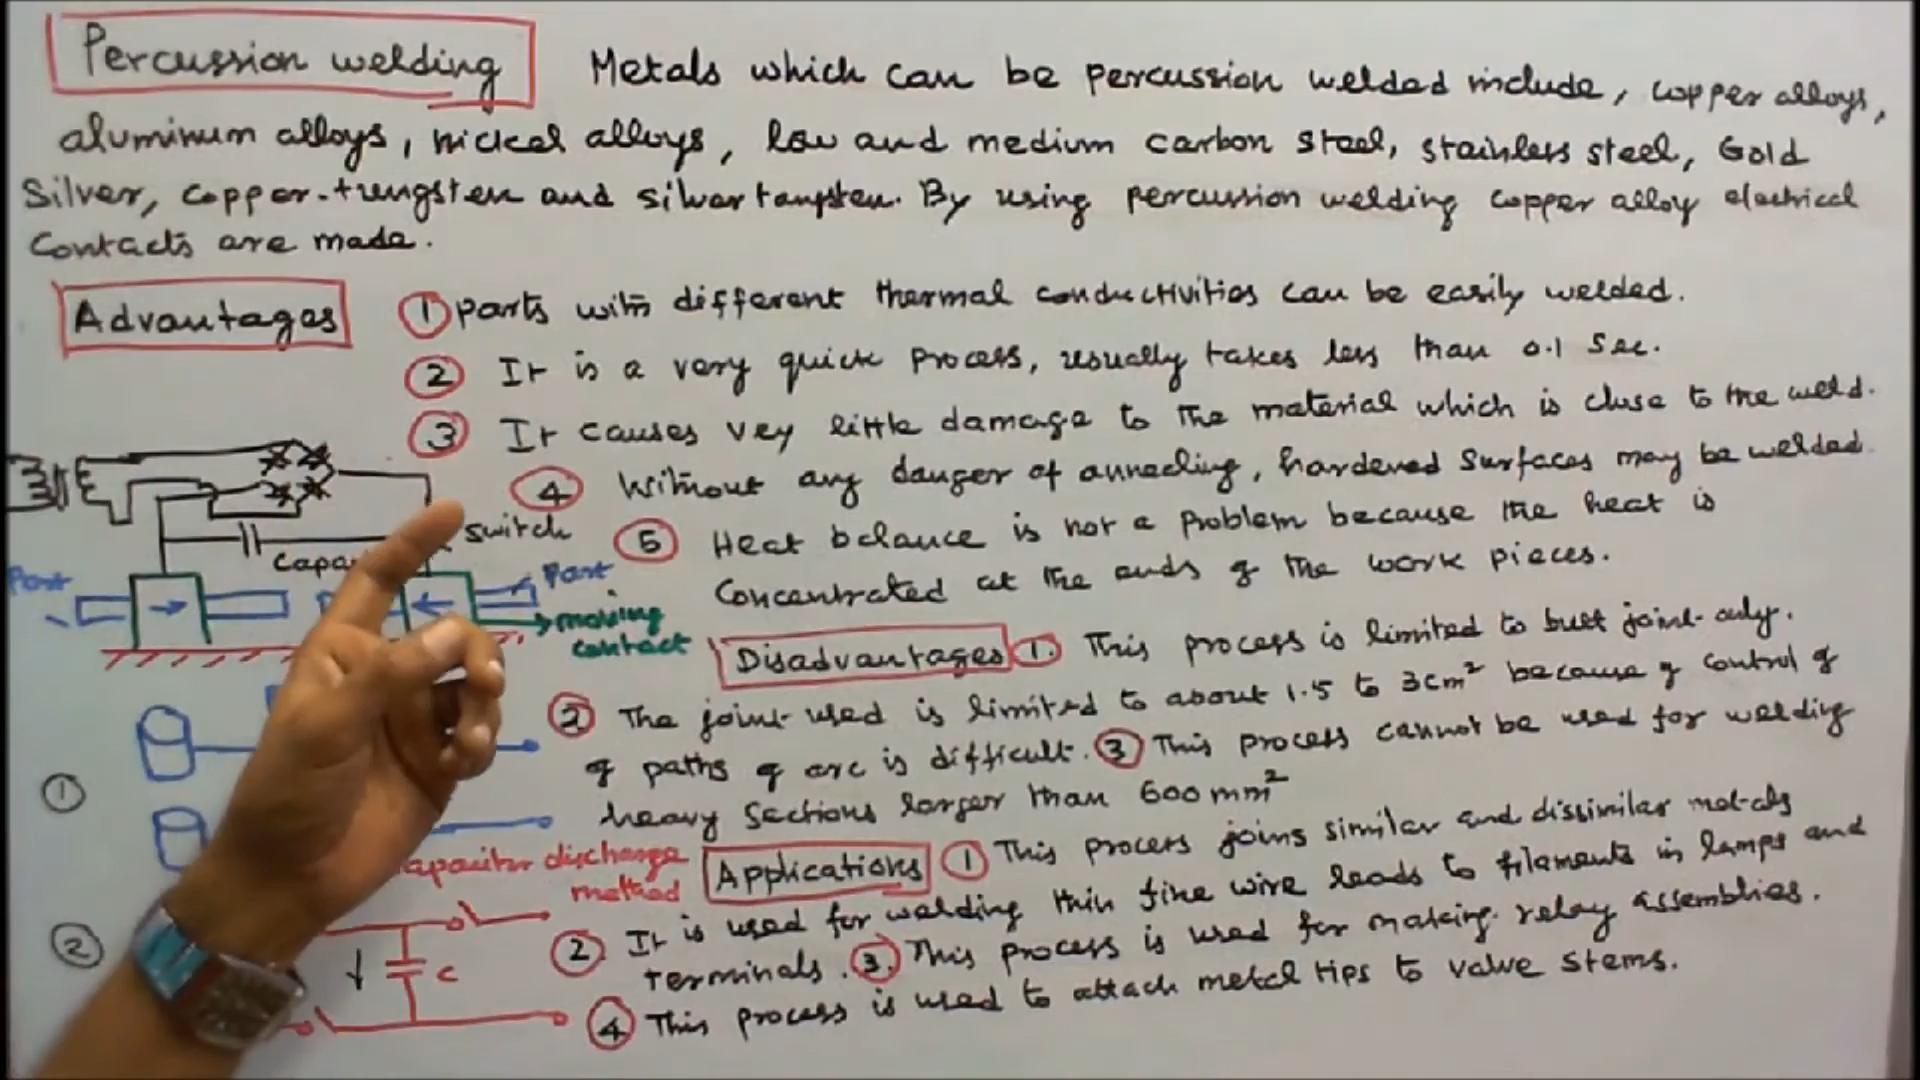 Percussion welding Metals which can be percussion welded include, copper alloys,
aluminum alloys, nickel alloys, low and medium carbon steel, stainless steel, Gold
Silver, copper-tungsten and silver tungsten. By using percussion welding copper alloy electrical
Contacts are made.
Advantages
① parts with different thermal conductivities can be easily welded.
② It is a very quick process, usually takes less than 0.1 Sec.
③ It causes vey little damage to the material which is close to the weld.
④ Without any danger of annealing, hardened surfaces may be welded
⑤ Heat balance is not a problem because the heat is
Concentrated at the ends of the work pieces.
switch
Part
Part
moving
contact
Disadvantages ① This process is limited to butt joint only.
② The joint used is limited to about 1.5 to 3cm² because of control of
of paths of arc is difficult. ③ This process cannot be used for welding
heavy sections larger than 600 mm²
①
discharge
method
②
C
Applications ① This process joins similar and dissimilar metals
② It is used for welding thin fine wire leads to filaments in lamps and
terminals. ③ This process is used for making relay assemblies.
④ This process is used to attach metal tips to valve stems.